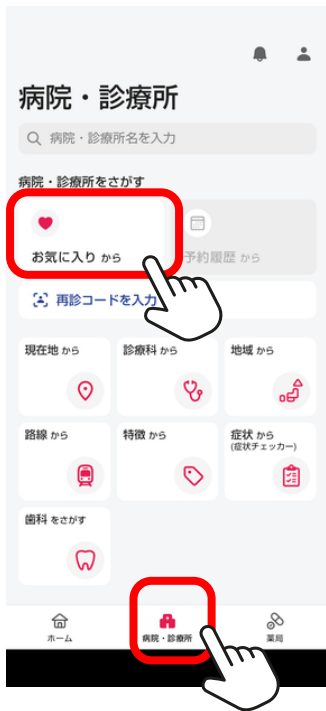 病院・診療所
病院・診療所名を入力
病院・診療所をさがす
お気に入り から
予約履歴 から
再診コードを入力
現在地 から
診療科 から
地域 から
路線 から
特徴 から
症状 から
(症状チェッカー)
歯科 をさがす
ホーム
病院・診療所
薬局